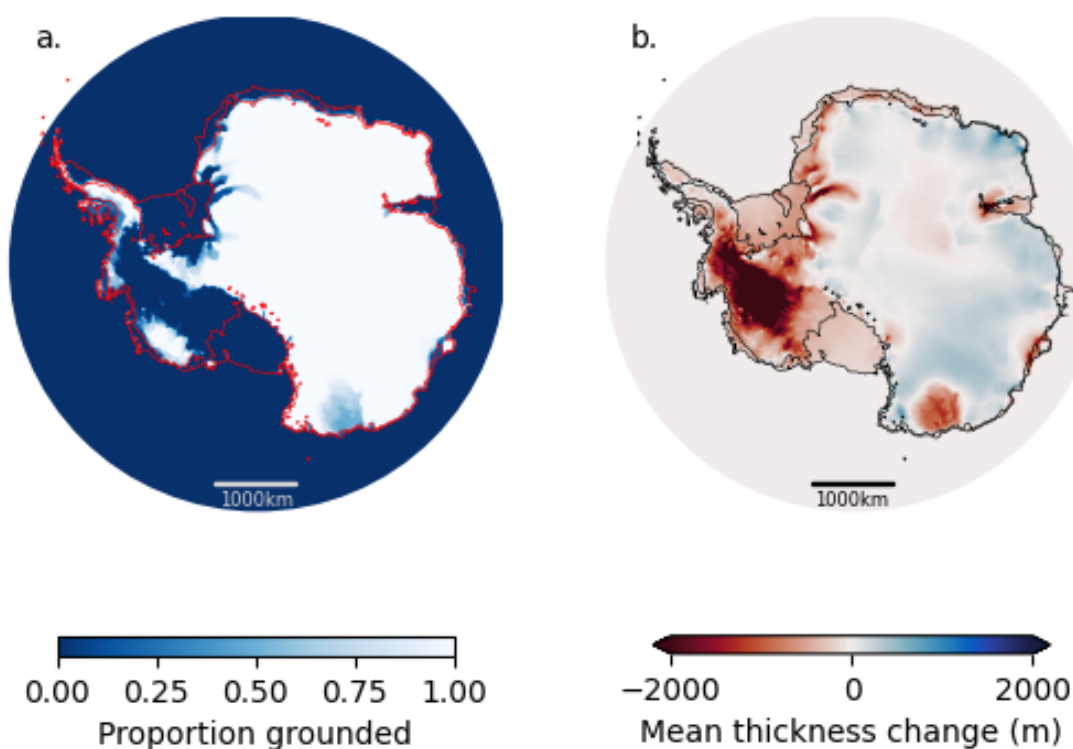 a.
b.
1000km
1000km
0.00 0.25 0.50 0.75 1.00
Proportion grounded
−2000 0 2000
Mean thickness change (m)